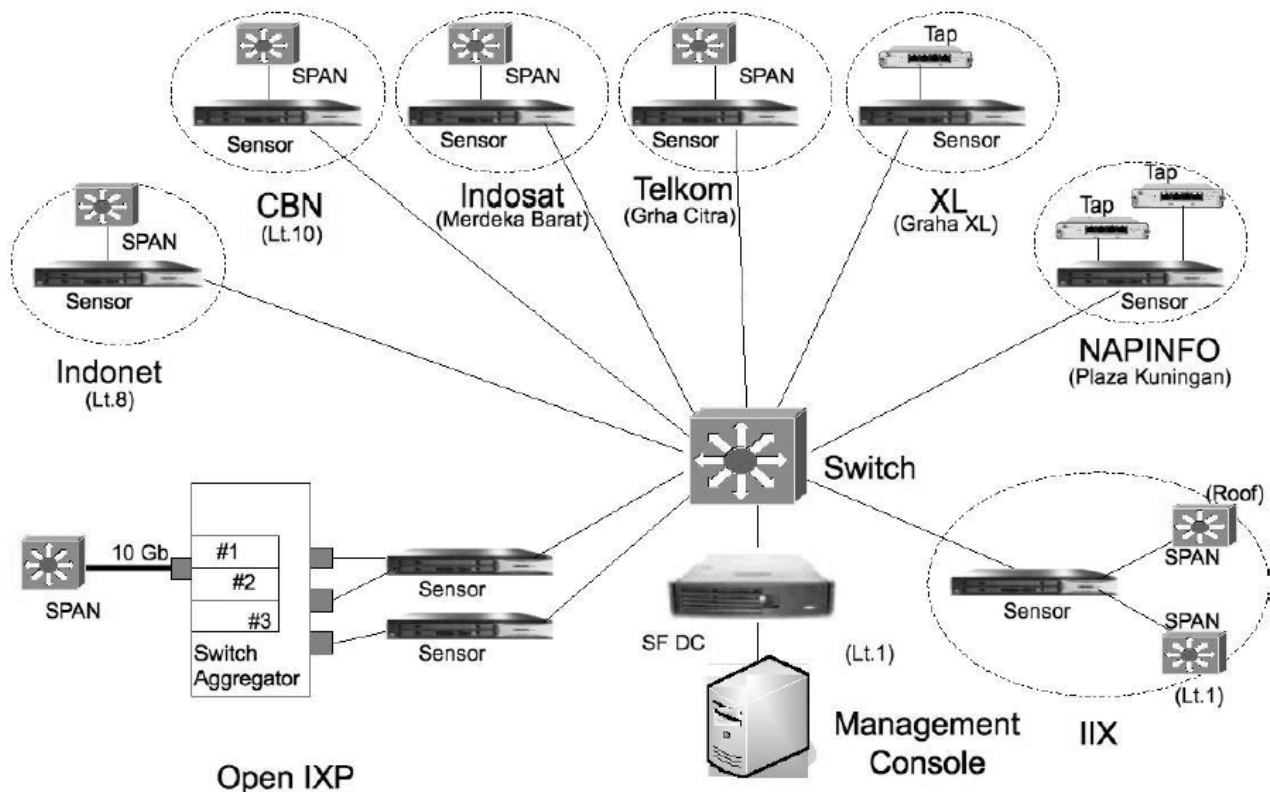 SPAN
Sensor
CBN
(Lt.10)
SPAN
Sensor
Indosat
(Merdeka Barat)
SPAN
Sensor
Telkom
(Grha Citra)
Tap
Sensor
XL
(Graha XL)
Tap
Tap
Sensor
NAPINFO
(Plaza Kuningan)
SPAN
Sensor
Indonet
(Lt.8)
Switch
10 Gb
SPAN
#1
#2
#3
Switch
Aggregator
Sensor
Sensor
Open IXP
SF DC
(Lt.1)
Management
Console
(Roof)
SPAN
Sensor
SPAN
(Lt.1)
IIX